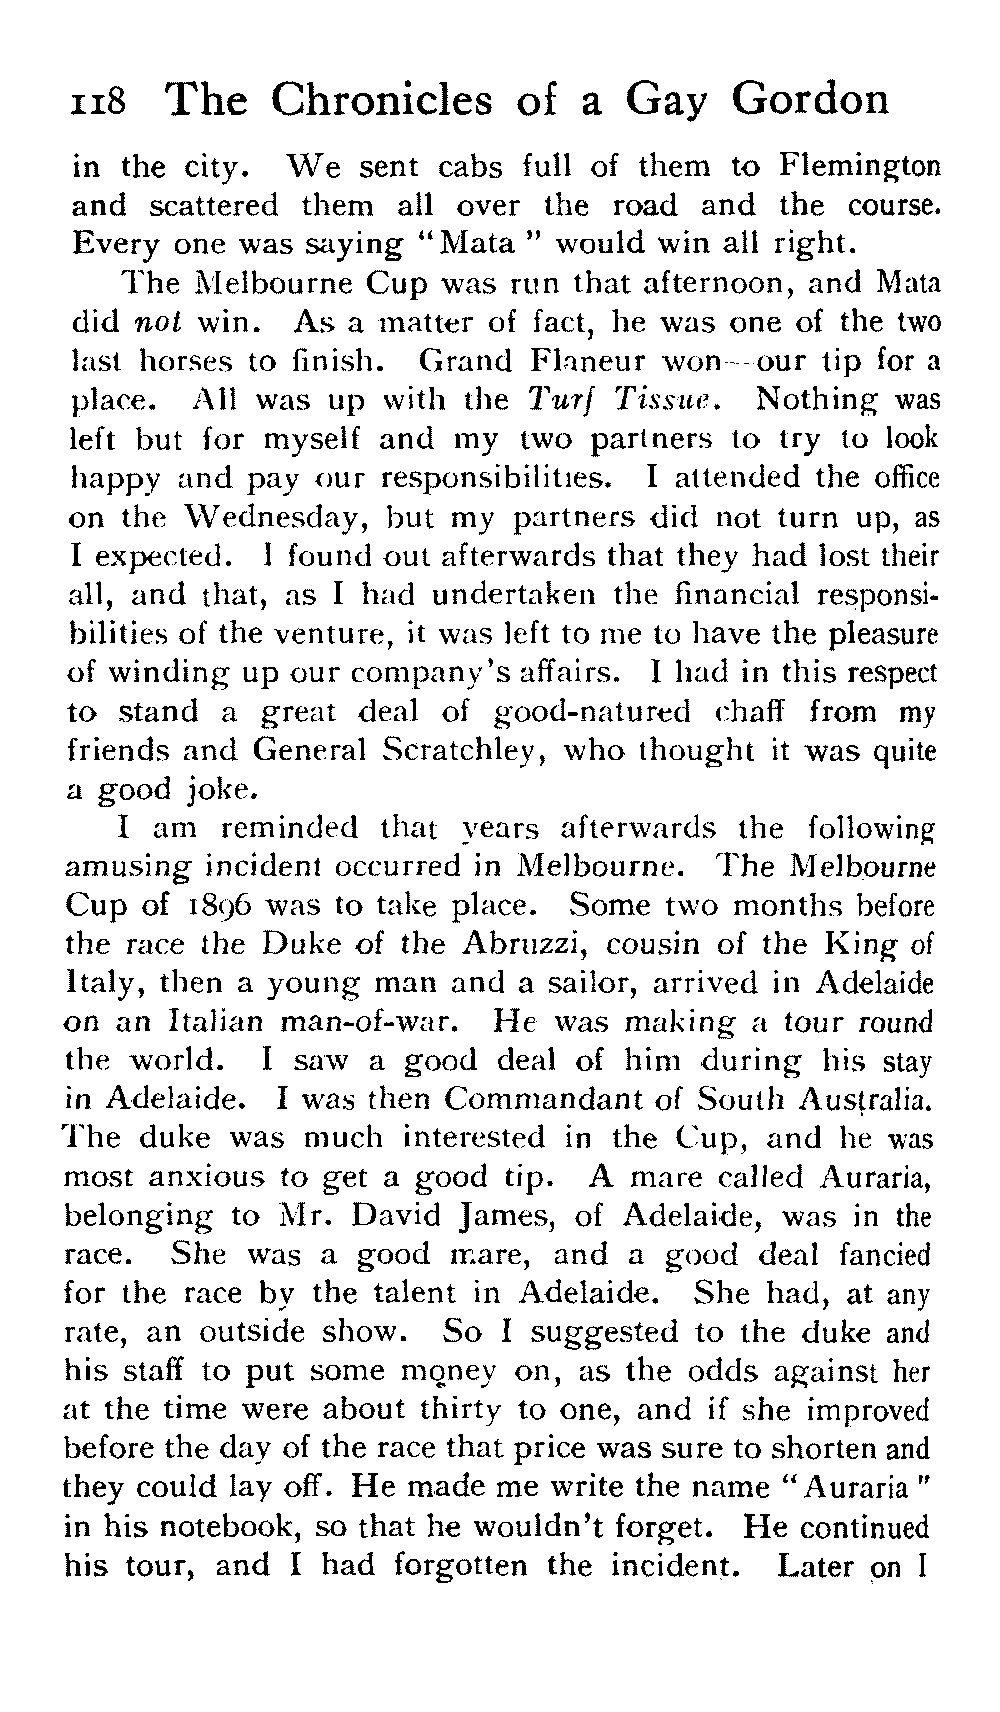 118 The Chronicles of a Gay Gordon
in the city. We sent cabs full of them to Flemington
and scattered them all over the road and the course.
Every one was saying “Mata” would win all right.
The Melbourne Cup was run that afternoon, and Mata
did not win. As a matter of fact, he was one of the two
last horses to finish. Grand Flaneur won—our tip for a
place. All was up with the Turf Tissue. Nothing was
left but for myself and my two partners to try to look
happy and pay our responsibilities. I attended the office
on the Wednesday, but my partners did not turn up, as
I expected. I found out afterwards that they had lost their
all, and that, as I had undertaken the financial responsi-
bilities of the venture, it was left to me to have the pleasure
of winding up our company's affairs. I had in this respect
to stand a great deal of good-natured chaff from my
friends and General Scratchley, who thought it was quite
a good joke.
I am reminded that years afterwards the following
amusing incident occurred in Melbourne. The Melbourne
Cup of 1896 was to take place. Some two months before
the race the Duke of the Abruzzi, cousin of the King of
Italy, then a young man and a sailor, arrived in Adelaide
on an Italian man-of-war. He was making a tour round
the world. I saw a good deal of him during his stay
in Adelaide. I was then Commandant of South Australia.
The duke was much interested in the Cup, and he was
most anxious to get a good tip. A mare called Auraria,
belonging to Mr. David James, of Adelaide, was in the
race. She was a good mare, and a good deal fancied
for the race by the talent in Adelaide. She had, at any
rate, an outside show. So I suggested to the duke and
his staff to put some money on, as the odds against her
at the time were about thirty to one, and if she improved
before the day of the race that price was sure to shorten and
they could lay off. He made me write the name “Auraria”
in his notebook, so that he wouldn't forget. He continued
his tour, and I had forgotten the incident. Later on I